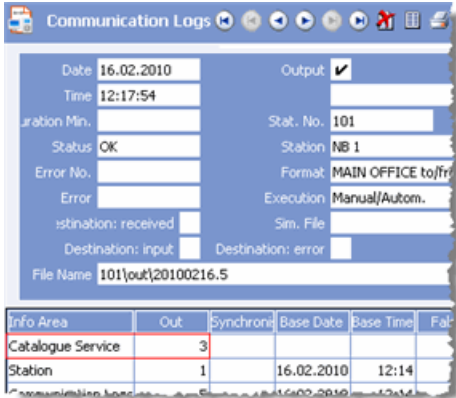 Communication Logs
Date 16.02.2010 Output ✔
Time 12:17:54
uration Min. Stat. No. 101
Status OK Station NB 1
Error No. Format MAIN OFFICE to/fr
Error Execution Manual/Autom.
estination: received Sim. File
Destination: input Destination: error
File Name 101\out\20100216.5
Info Area Out Synchronis Base Date Base Time Fal
Catalogue Service 3
Station 1 16.02.2010 12:14